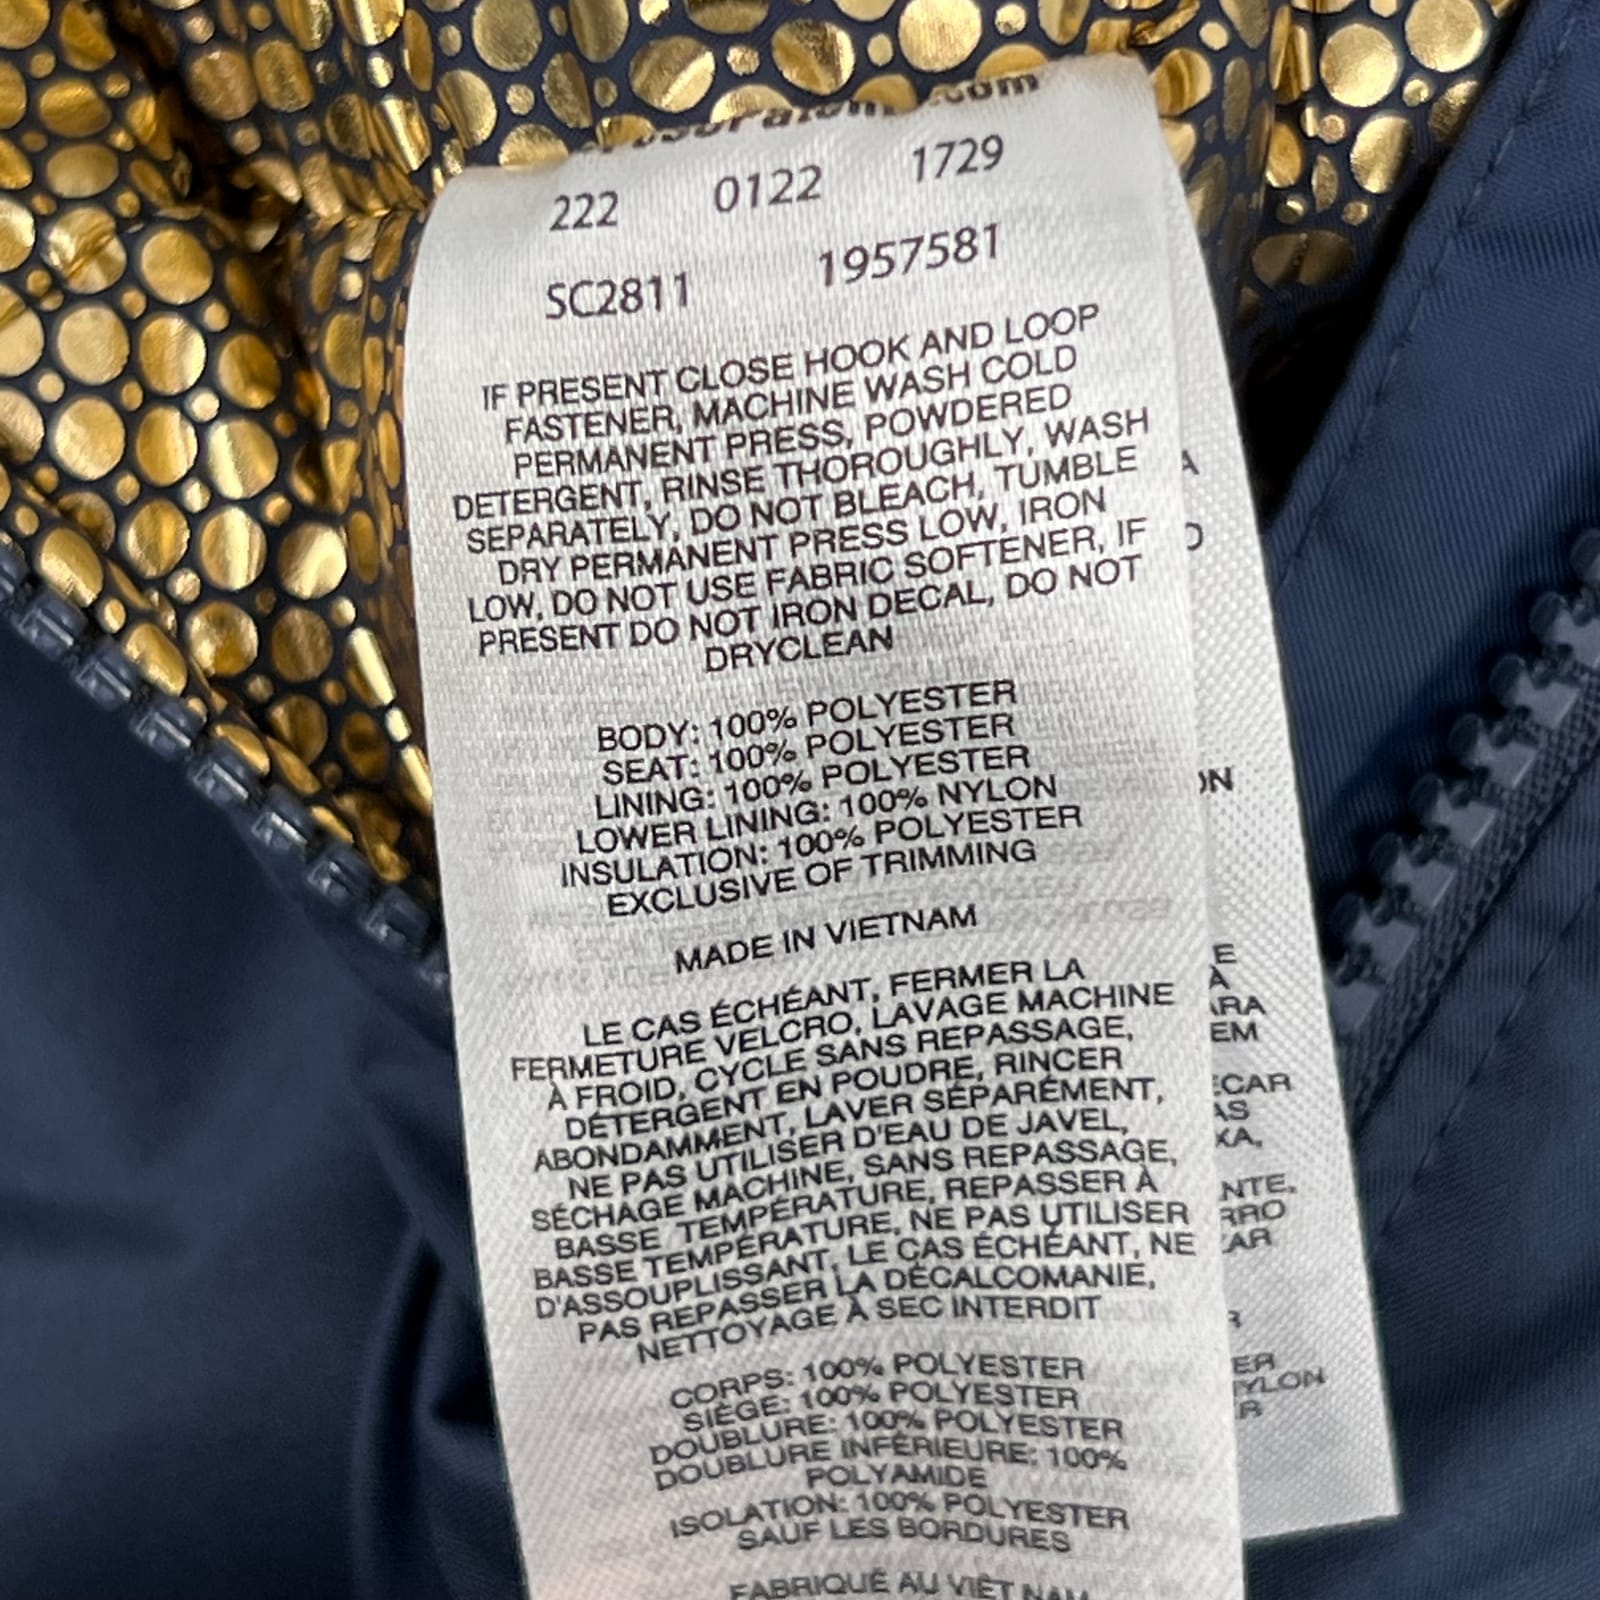 222 0122 1729
SC2811 1957581
IF PRESENT CLOSE HOOK AND LOOP
FASTENER, MACHINE WASH COLD
PERMANENT PRESS, POWDERED
DETERGENT, RINSE THOROUGHLY, WASH
SEPARATELY, DO NOT BLEACH, TUMBLE
DRY PERMANENT PRESS LOW, IRON
LOW, DO NOT USE FABRIC SOFTENER, IF
PRESENT DO NOT IRON DECAL, DO NOT
DRYCLEAN
BODY: 100% POLYESTER
SEAT: 100% POLYESTER
LINING: 100% POLYESTER
LOWER LINING: 100% NYLON
INSULATION: 100% POLYESTER
EXCLUSIVE OF TRIMMING
MADE IN VIETNAM
LE CAS ÉCHÉANT, FERMER LA
FERMETURE VELCRO, LAVAGE MACHINE
À FROID, CYCLE SANS REPASSAGE,
DÉTERGENT EN POUDRE, RINCER
ABONDAMMENT, LAVER SÉPARÉMENT,
NE PAS UTILISER D'EAU DE JAVEL,
SÉCHAGE MACHINE, SANS REPASSAGE,
BASSE TEMPÉRATURE, REPASSER À
BASSE TEMPÉRATURE, NE PAS UTILISER
D'ASSOUPLISSANT, LE CAS ÉCHÉANT, NE
PAS REPASSER LA DÉCALCOMANIE,
NETTOYAGE À SEC INTERDIT
CORPS: 100% POLYESTER
SIÈGE: 100% POLYESTER
DOUBLURE: 100% POLYESTER
DOUBLURE INFÉRIEURE: 100%
POLYAMIDE
ISOLATION: 100% POLYESTER
SAUF LES BORDURES
FABRIQUÉ AU VIÊT NAM